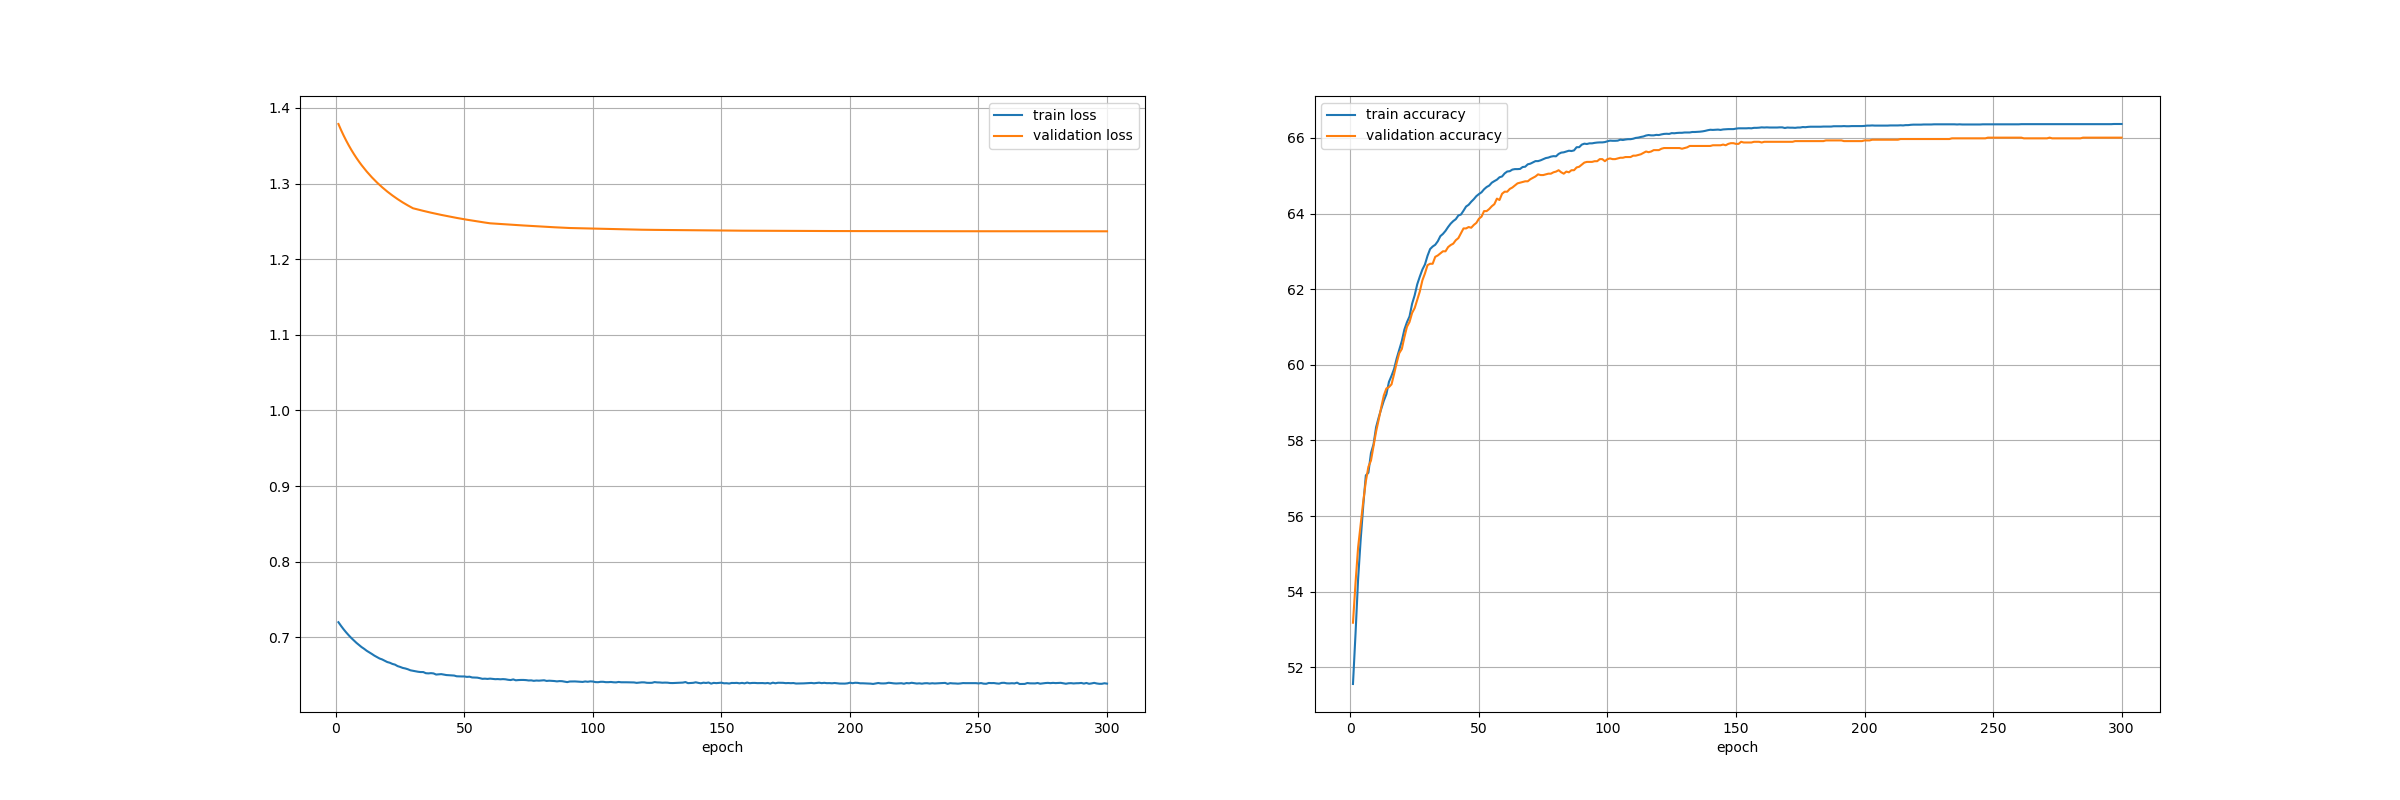 train loss
validation loss
1.4
1.3
1.2
1.1
1.0
0.9
0.8
0.7
0 50 100 150 200 250 300
epoch
train accuracy
validation accuracy
66
64
62
60
58
56
54
52
0 50 100 150 200 250 300
epoch